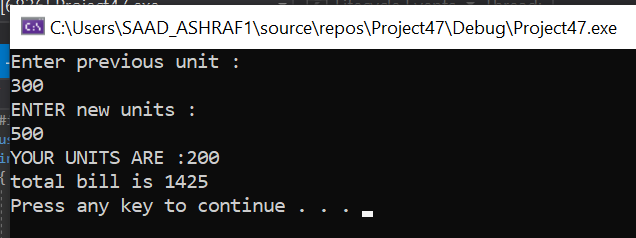 C:\Users\SAAD_ASHRAF1\source\repos\Project47\Debug\Project47.exe
Enter previous unit :
300
ENTER new units :
500
YOUR UNITS ARE :200
total bill is 1425
Press any key to continue . . .